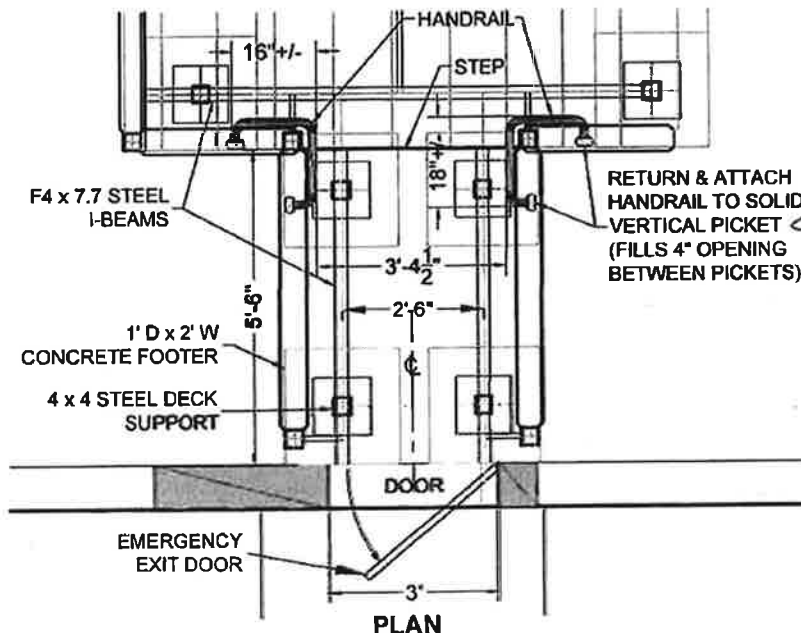 HANDRAIL
16"+/-
STEP
18"+/-
F4 x 7.7 STEEL
I-BEAMS
RETURN & ATTACH
HANDRAIL TO SOLID
VERTICAL PICKET
(FILLS 4" OPENING
BETWEEN PICKETS)
3'-4 1/2"
2'-6"
5'-6"
1' D x 2' W
CONCRETE FOOTER
4 x 4 STEEL DECK
SUPPORT
CL
DOOR
EMERGENCY
EXIT DOOR
3'
PLAN